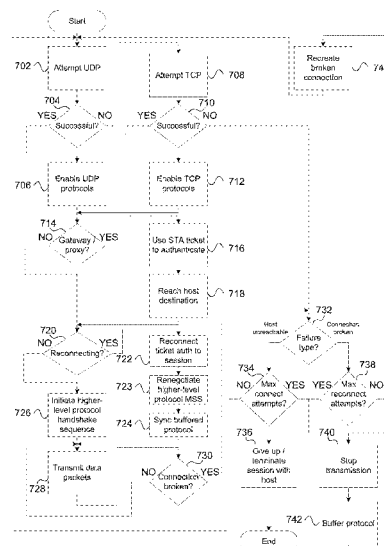 Start
702
Attempt UDP
Attempt TCP
708
Recreate
broken
connection
74
704
YES
NO
Successful?
710
YES
NO
Successful?
706
Enable UDP
protocols
Enable TCP
protocols
712
714
NO
YES
Gateway /
proxy?
Use STA ticket
to authenticate
716
Reach host
destination
718
720
NO
YES
Reconnecting?
Reconnect
ticket auth to
session
722
Renegotiate
higher-level
protocol MSS
723
Sync buffered
protocol
724
726
Initiate higher-
level protocol
handshake
sequence
Transmit data
packets
728
730
NO
YES
Connection
broken?
732
Host
unreachable
Connection
broken
Failure
type?
734
NO
YES
Max
connect
attempts?
738
YES
NO
Max
reconnect
attempts?
736
Give up /
terminate
session with
host
740
Stop
transmission
742
Buffer protocol
End